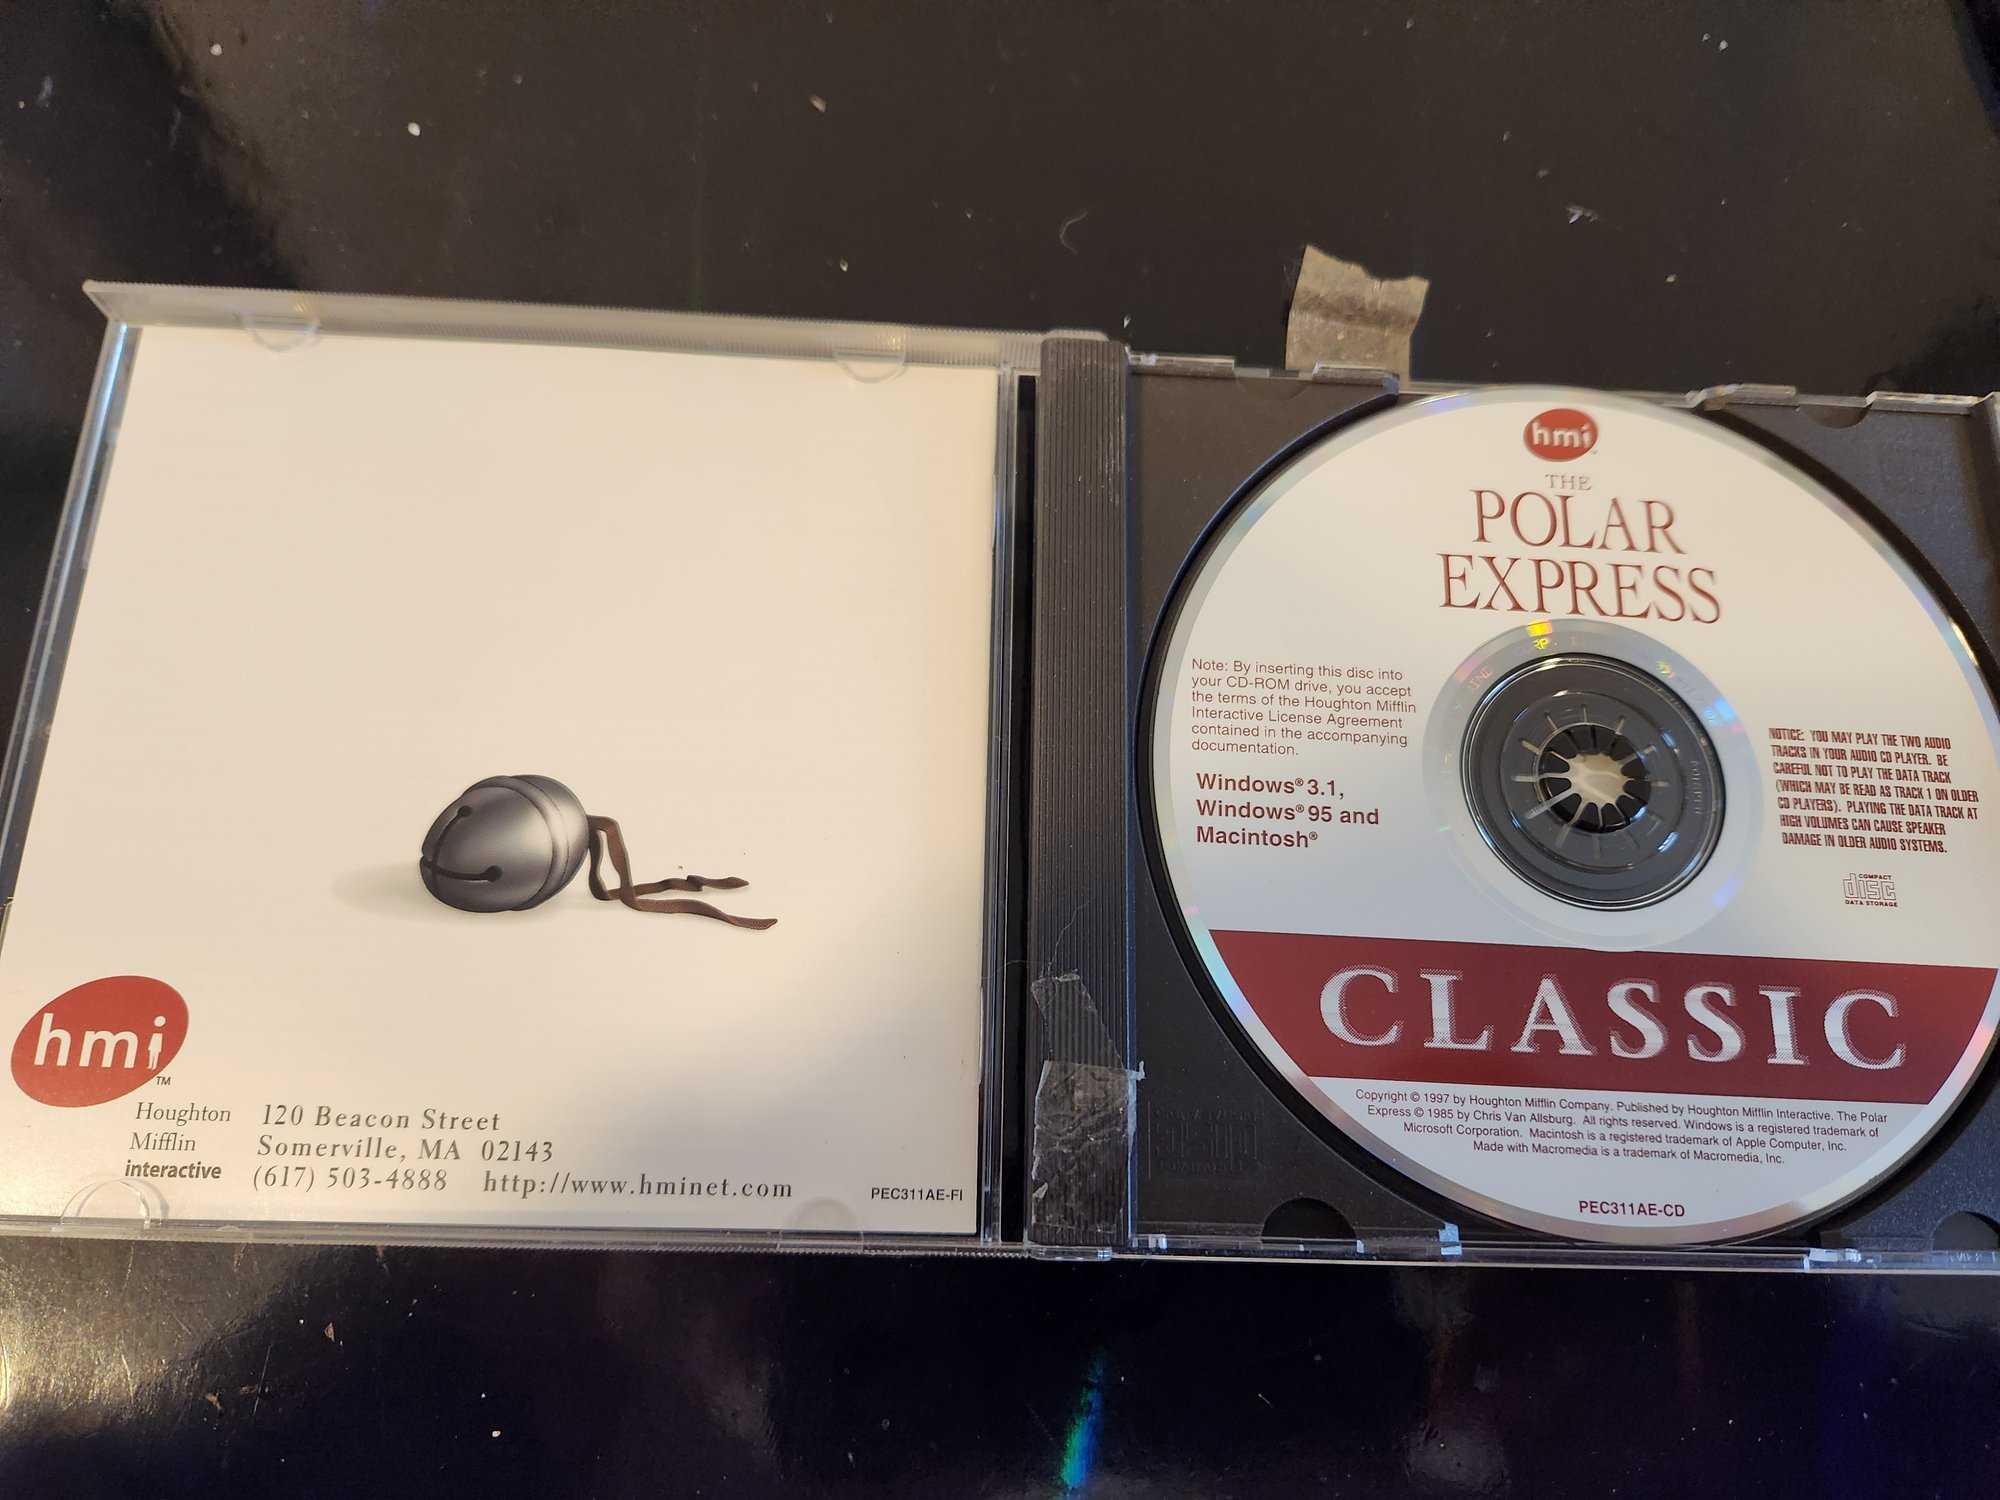 hmi
TM
Houghton
Mifflin
interactive
120 Beacon Street
Somerville, MA 02143
(617) 503-4888 http://www.hminet.com
PEC311AE-FI
hmi
THE
POLAR
EXPRESS
Note: By inserting this disc into
your CD-ROM drive, you accept
the terms of the Houghton Mifflin
Interactive License Agreement
contained in the accompanying
documentation.
Windows® 3.1,
Windows® 95 and
Macintosh®
NOTICE: YOU MAY PLAY THE TWO AUDIO
TRACKS IN YOUR AUDIO CD PLAYER. BE
CAREFUL NOT TO PLAY THE DATA TRACK
(WHICH MAY BE READ AS TRACK 1 ON OLDER
CD PLAYERS). PLAYING THE DATA TRACK AT
HIGH VOLUMES CAN CAUSE SPEAKER
DAMAGE IN OLDER AUDIO SYSTEMS.
COMPACT
disc
DATA STORAGE
CLASSIC
Copyright © 1997 by Houghton Mifflin Company. Published by Houghton Mifflin Interactive. The Polar
Express © 1985 by Chris Van Allsburg. All rights reserved. Windows is a registered trademark of
Microsoft Corporation. Macintosh is a registered trademark of Apple Computer, Inc.
Made with Macromedia is a trademark of Macromedia, Inc.
PEC311AE-CD